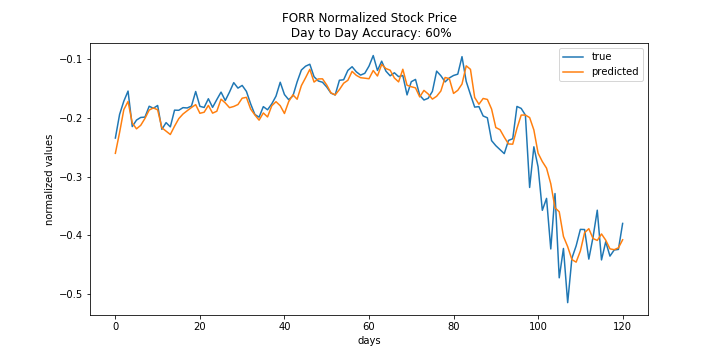 FORR Normalized Stock Price
Day to Day Accuracy: 60%
true
predicted
normalized values
−0.1
−0.2
−0.3
−0.4
−0.5
0
20
40
60
80
100
120
days